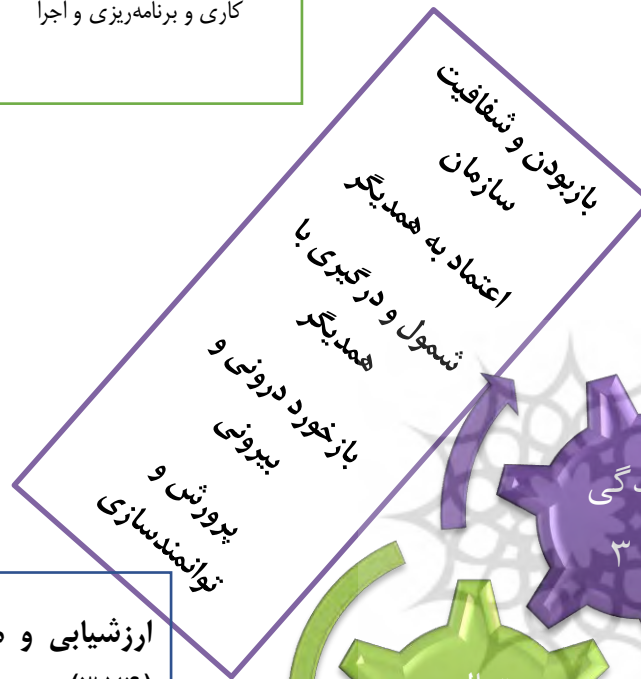 کاری و برنامه‌ریزی و اجرا
بازبودن و شفافیت
سازمان
اعتماد به همدیگر
شمول و درگیری با
همدیگر
بازخورد درونی و
بیرونی
پرورش و
توانمندسازی
۳
ارزشیابی و